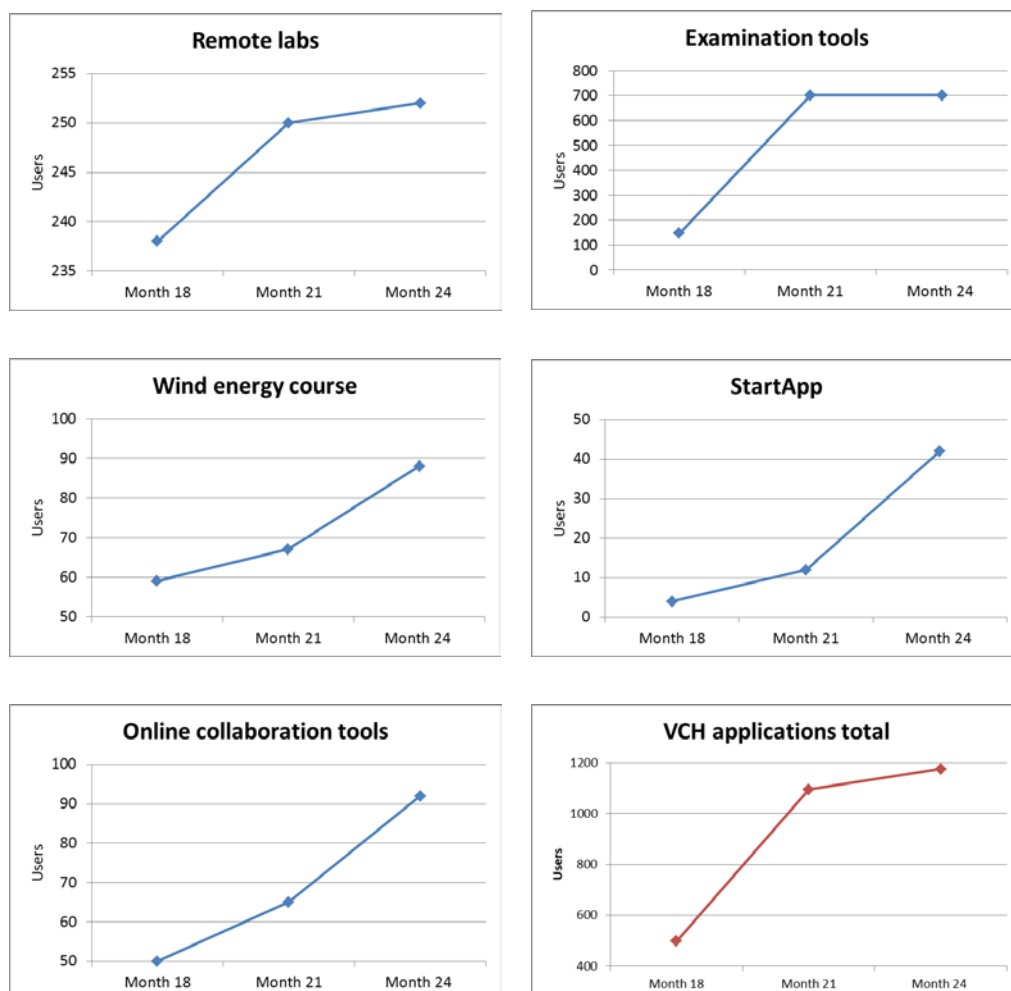 Remote labs
255
250
245
240
235
Users
Month 18 Month 21 Month 24
Examination tools
800
700
600
500
400
300
200
100
0
Users
Month 18 Month 21 Month 24
Wind energy course
100
90
80
70
60
50
Users
Month 18 Month 21 Month 24
StartApp
50
40
30
20
10
0
Users
Month 18 Month 21 Month 24
Online collaboration tools
100
90
80
70
60
50
Users
Month 18 Month 21 Month 24
VCH applications total
1200
1000
800
600
400
Users
Month 18 Month 21 Month 24